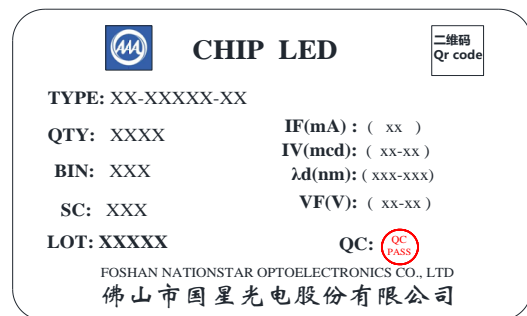 AAA
CHIP LED
二维码
Qr code
TYPE: XX-XXXXX-XX
QTY: XXXX
IF(mA) : ( xx )
IV(mcd): ( xx-xx )
BIN: XXX
λd(nm): ( xxx-xxx)
SC: XXX
VF(V): ( xx-xx )
LOT: XXXXX
QC: QC
PASS
FOSHAN NATIONSTAR OPTOELECTRONICS CO., LTD
佛山市国星光电股份有限公司